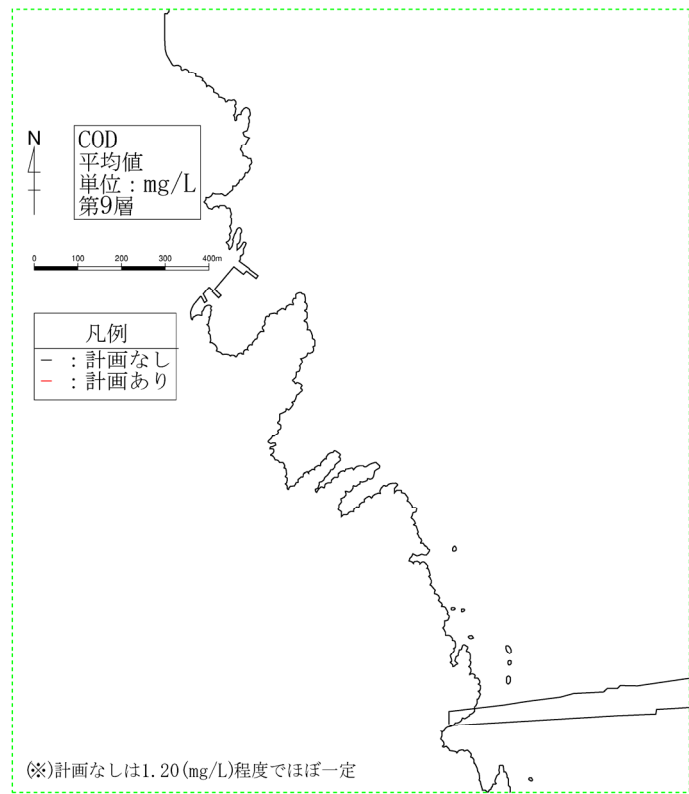 N
COD
平均値
単位：mg/L
第9層
0 100 200 300 400m
凡例
－ ：計画なし
－ ：計画あり
(※)計画なしは1.20(mg/L)程度でほぼ一定